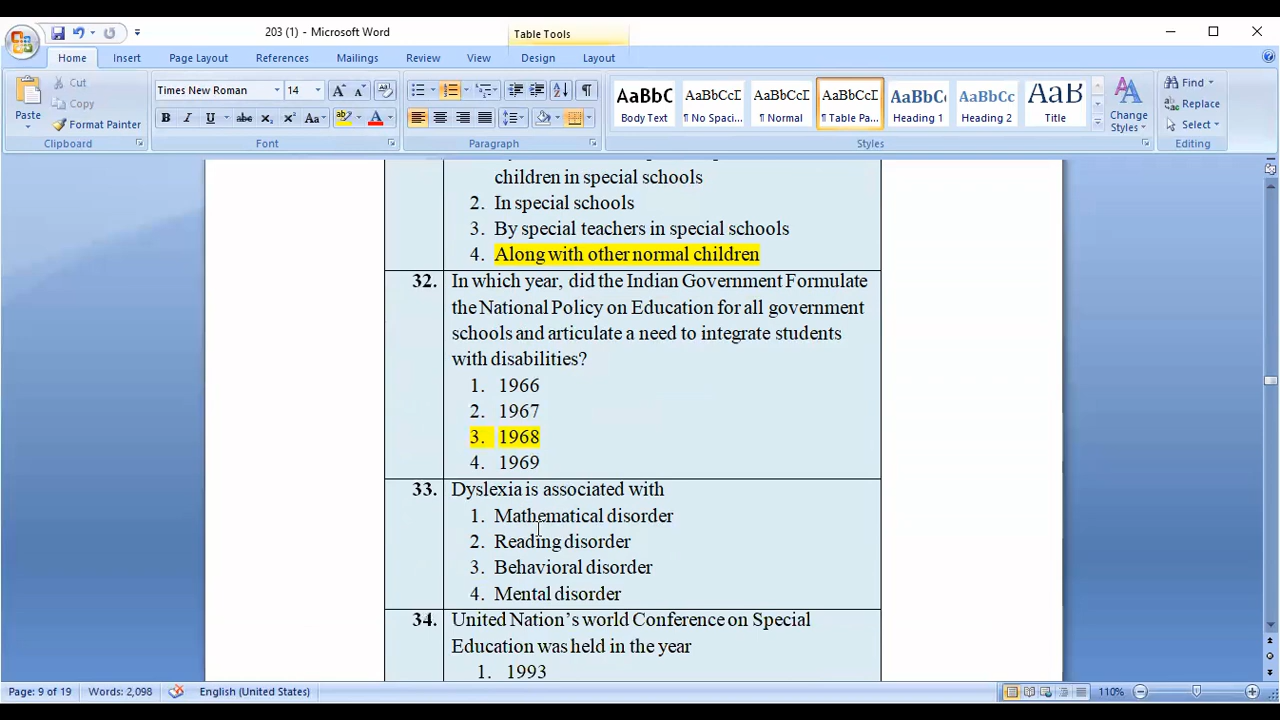 203 (1) - Microsoft Word
Table Tools
Home Insert Page Layout References Mailings Review View Design Layout
Paste
Cut
Copy
Format Painter
Clipboard
Times New Roman 14
B I U abc x₂ x² Aa
Font
Paragraph
AaBbC AaBbCcI AaBbCcI AaBbCcI AaBbCc AaBbCc AaB
Body Text ¶ No Spaci... ¶ Normal ¶ Table Pa... Heading 1 Heading 2 Title
Change Styles
Styles
Find
Replace
Select
Editing
children in special schools
2. In special schools
3. By special teachers in special schools
4. Along with other normal children
32. In which year, did the Indian Government Formulate
the National Policy on Education for all government
schools and articulate a need to integrate students
with disabilities?
1. 1966
2. 1967
3. 1968
4. 1969
33. Dyslexia is associated with
1. Mathematical disorder
2. Reading disorder
3. Behavioral disorder
4. Mental disorder
34. United Nation’s world Conference on Special
Education was held in the year
1. 1993
Page: 9 of 19 Words: 2,098 English (United States) 110%